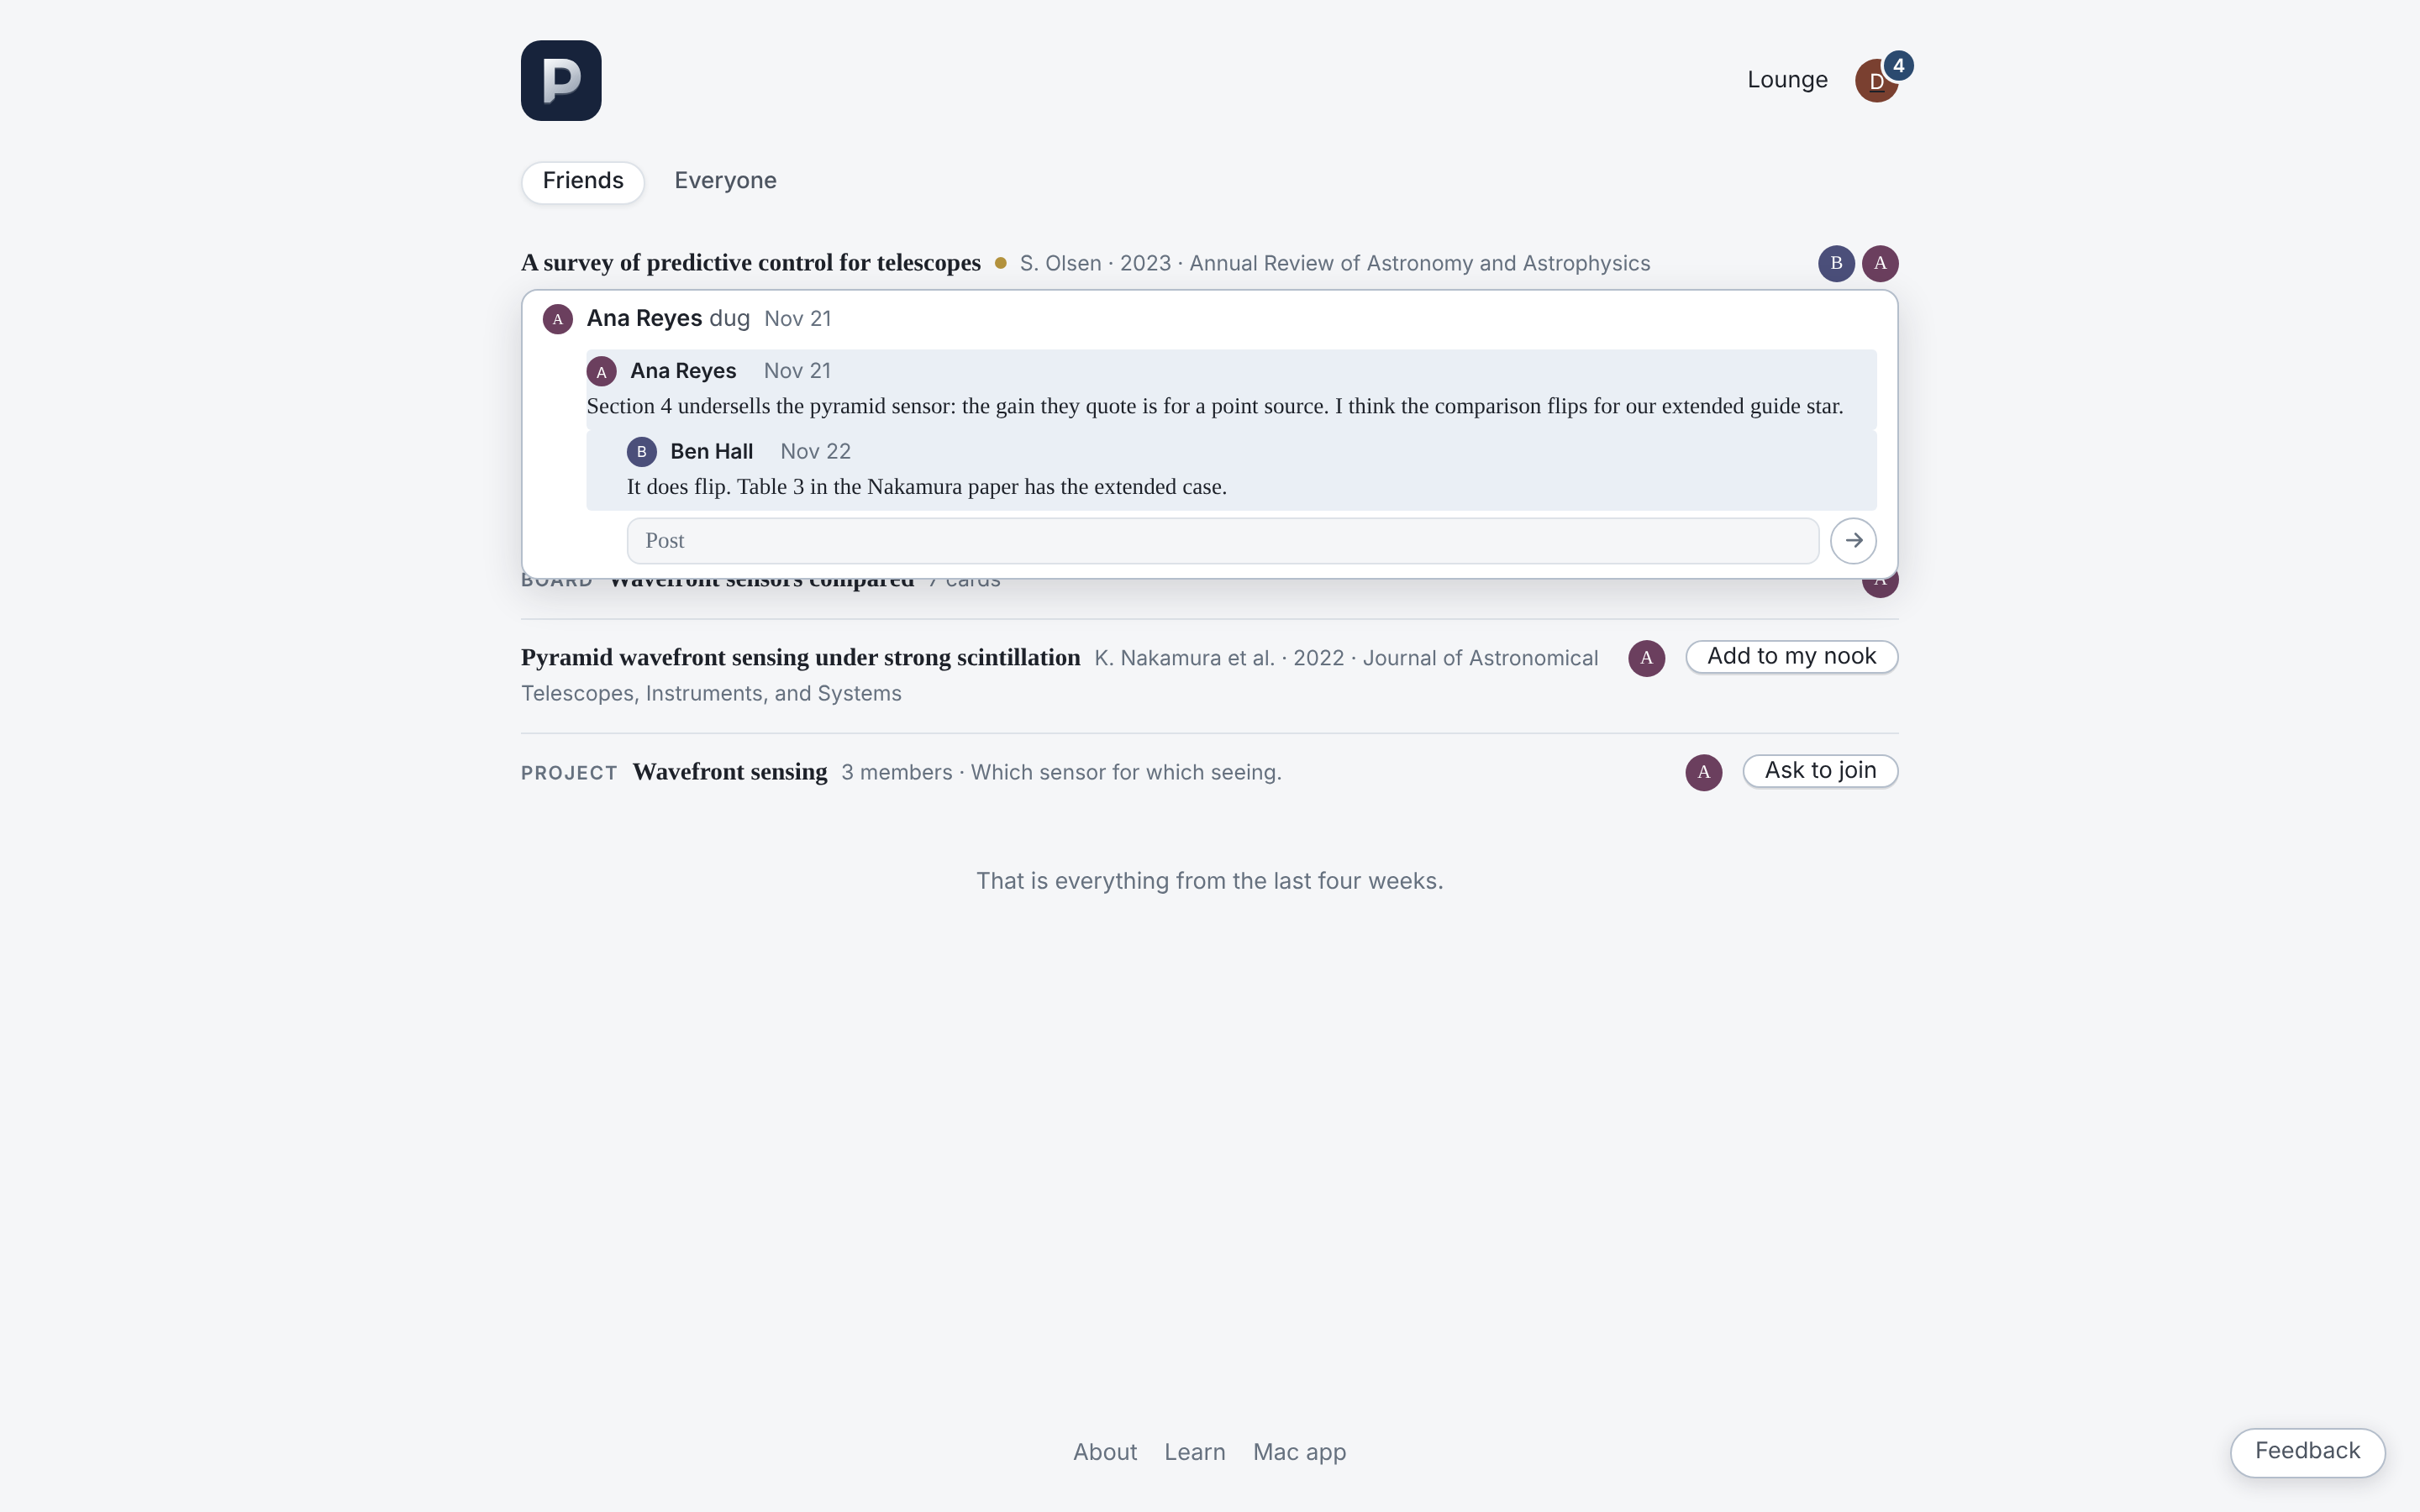 P
Lounge D 4
Friends Everyone
A survey of predictive control for telescopes S. Olsen · 2023 · Annual Review of Astronomy and Astrophysics B A
A Ana Reyes dug Nov 21
A Ana Reyes Nov 21
Section 4 undersells the pyramid sensor: the gain they quote is for a point source. I think the comparison flips for our extended guide star.
B Ben Hall Nov 22
It does flip. Table 3 in the Nakamura paper has the extended case.
Post
BOARD Wavefront sensors compared 7 cards A
Pyramid wavefront sensing under strong scintillation K. Nakamura et al. · 2022 · Journal of Astronomical A Add to my nook
Telescopes, Instruments, and Systems
PROJECT Wavefront sensing 3 members · Which sensor for which seeing. A Ask to join
That is everything from the last four weeks.
About Learn Mac app
Feedback